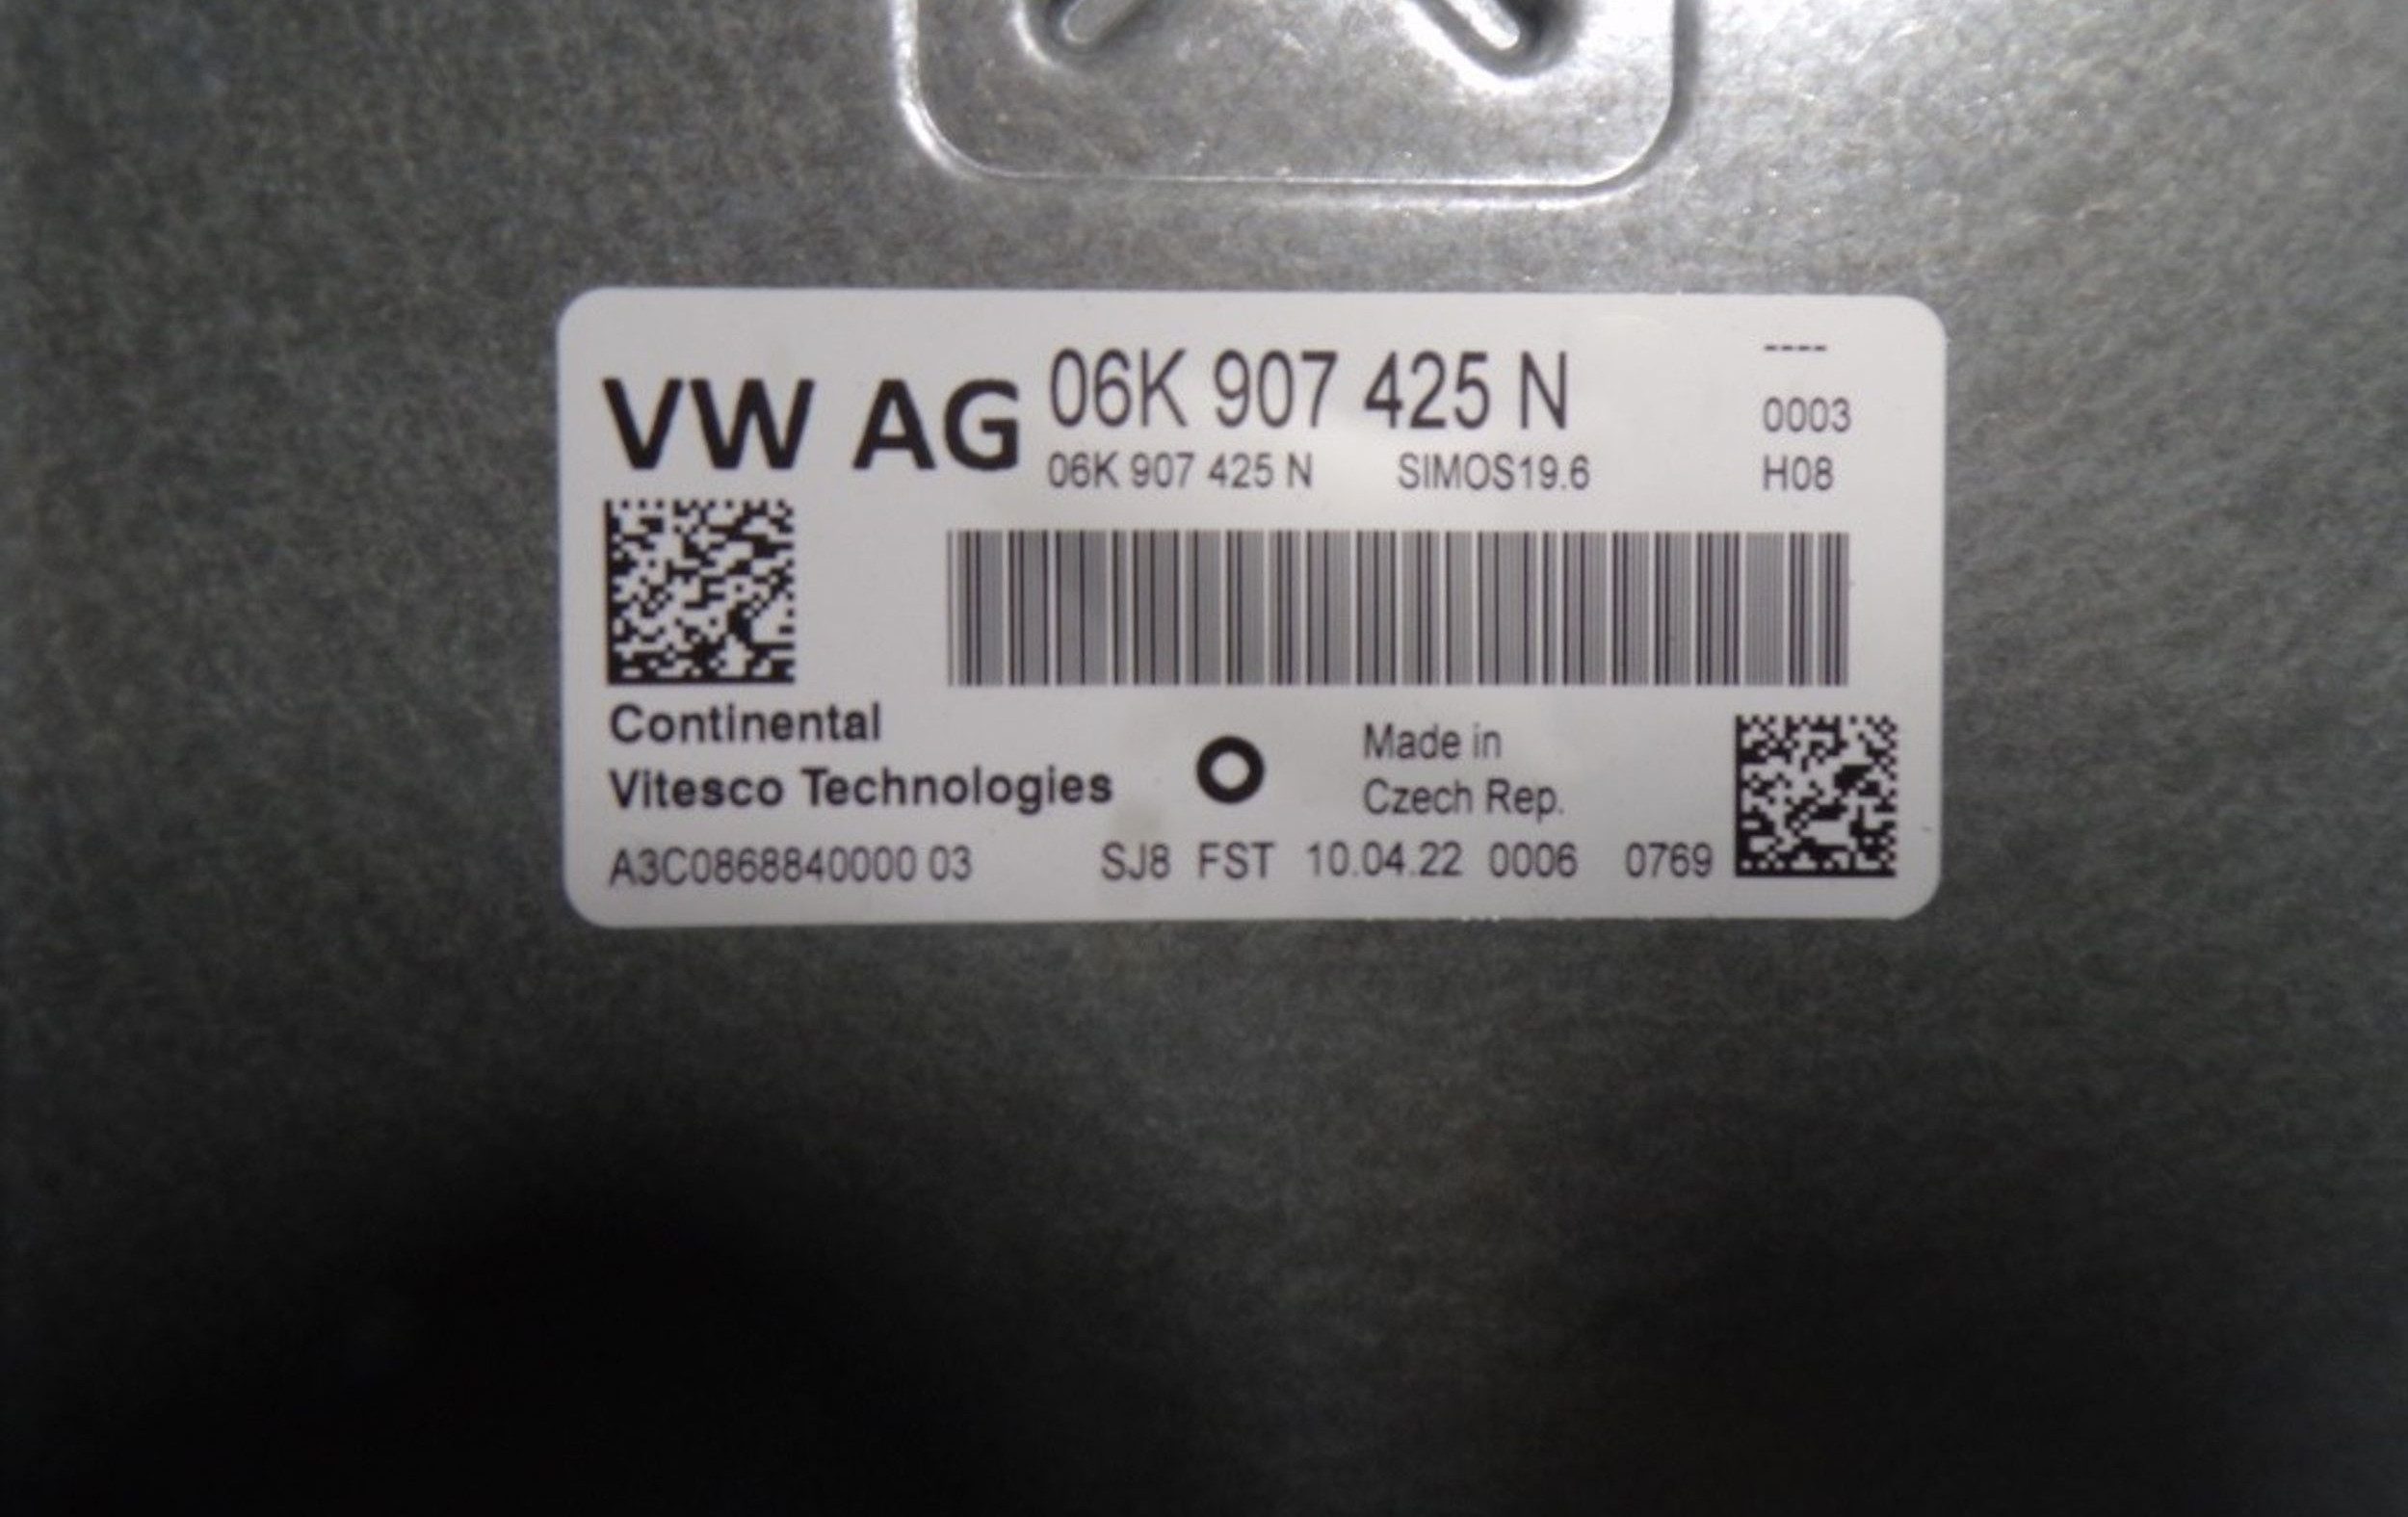 VW AG 06K 907 425 N ----
0003
06K 907 425 N SIMOS19.6 H08
Continental
Vitesco Technologies
Made in
Czech Rep.
A3C0868840000 03 SJ8 FST 10.04.22 0006 0769